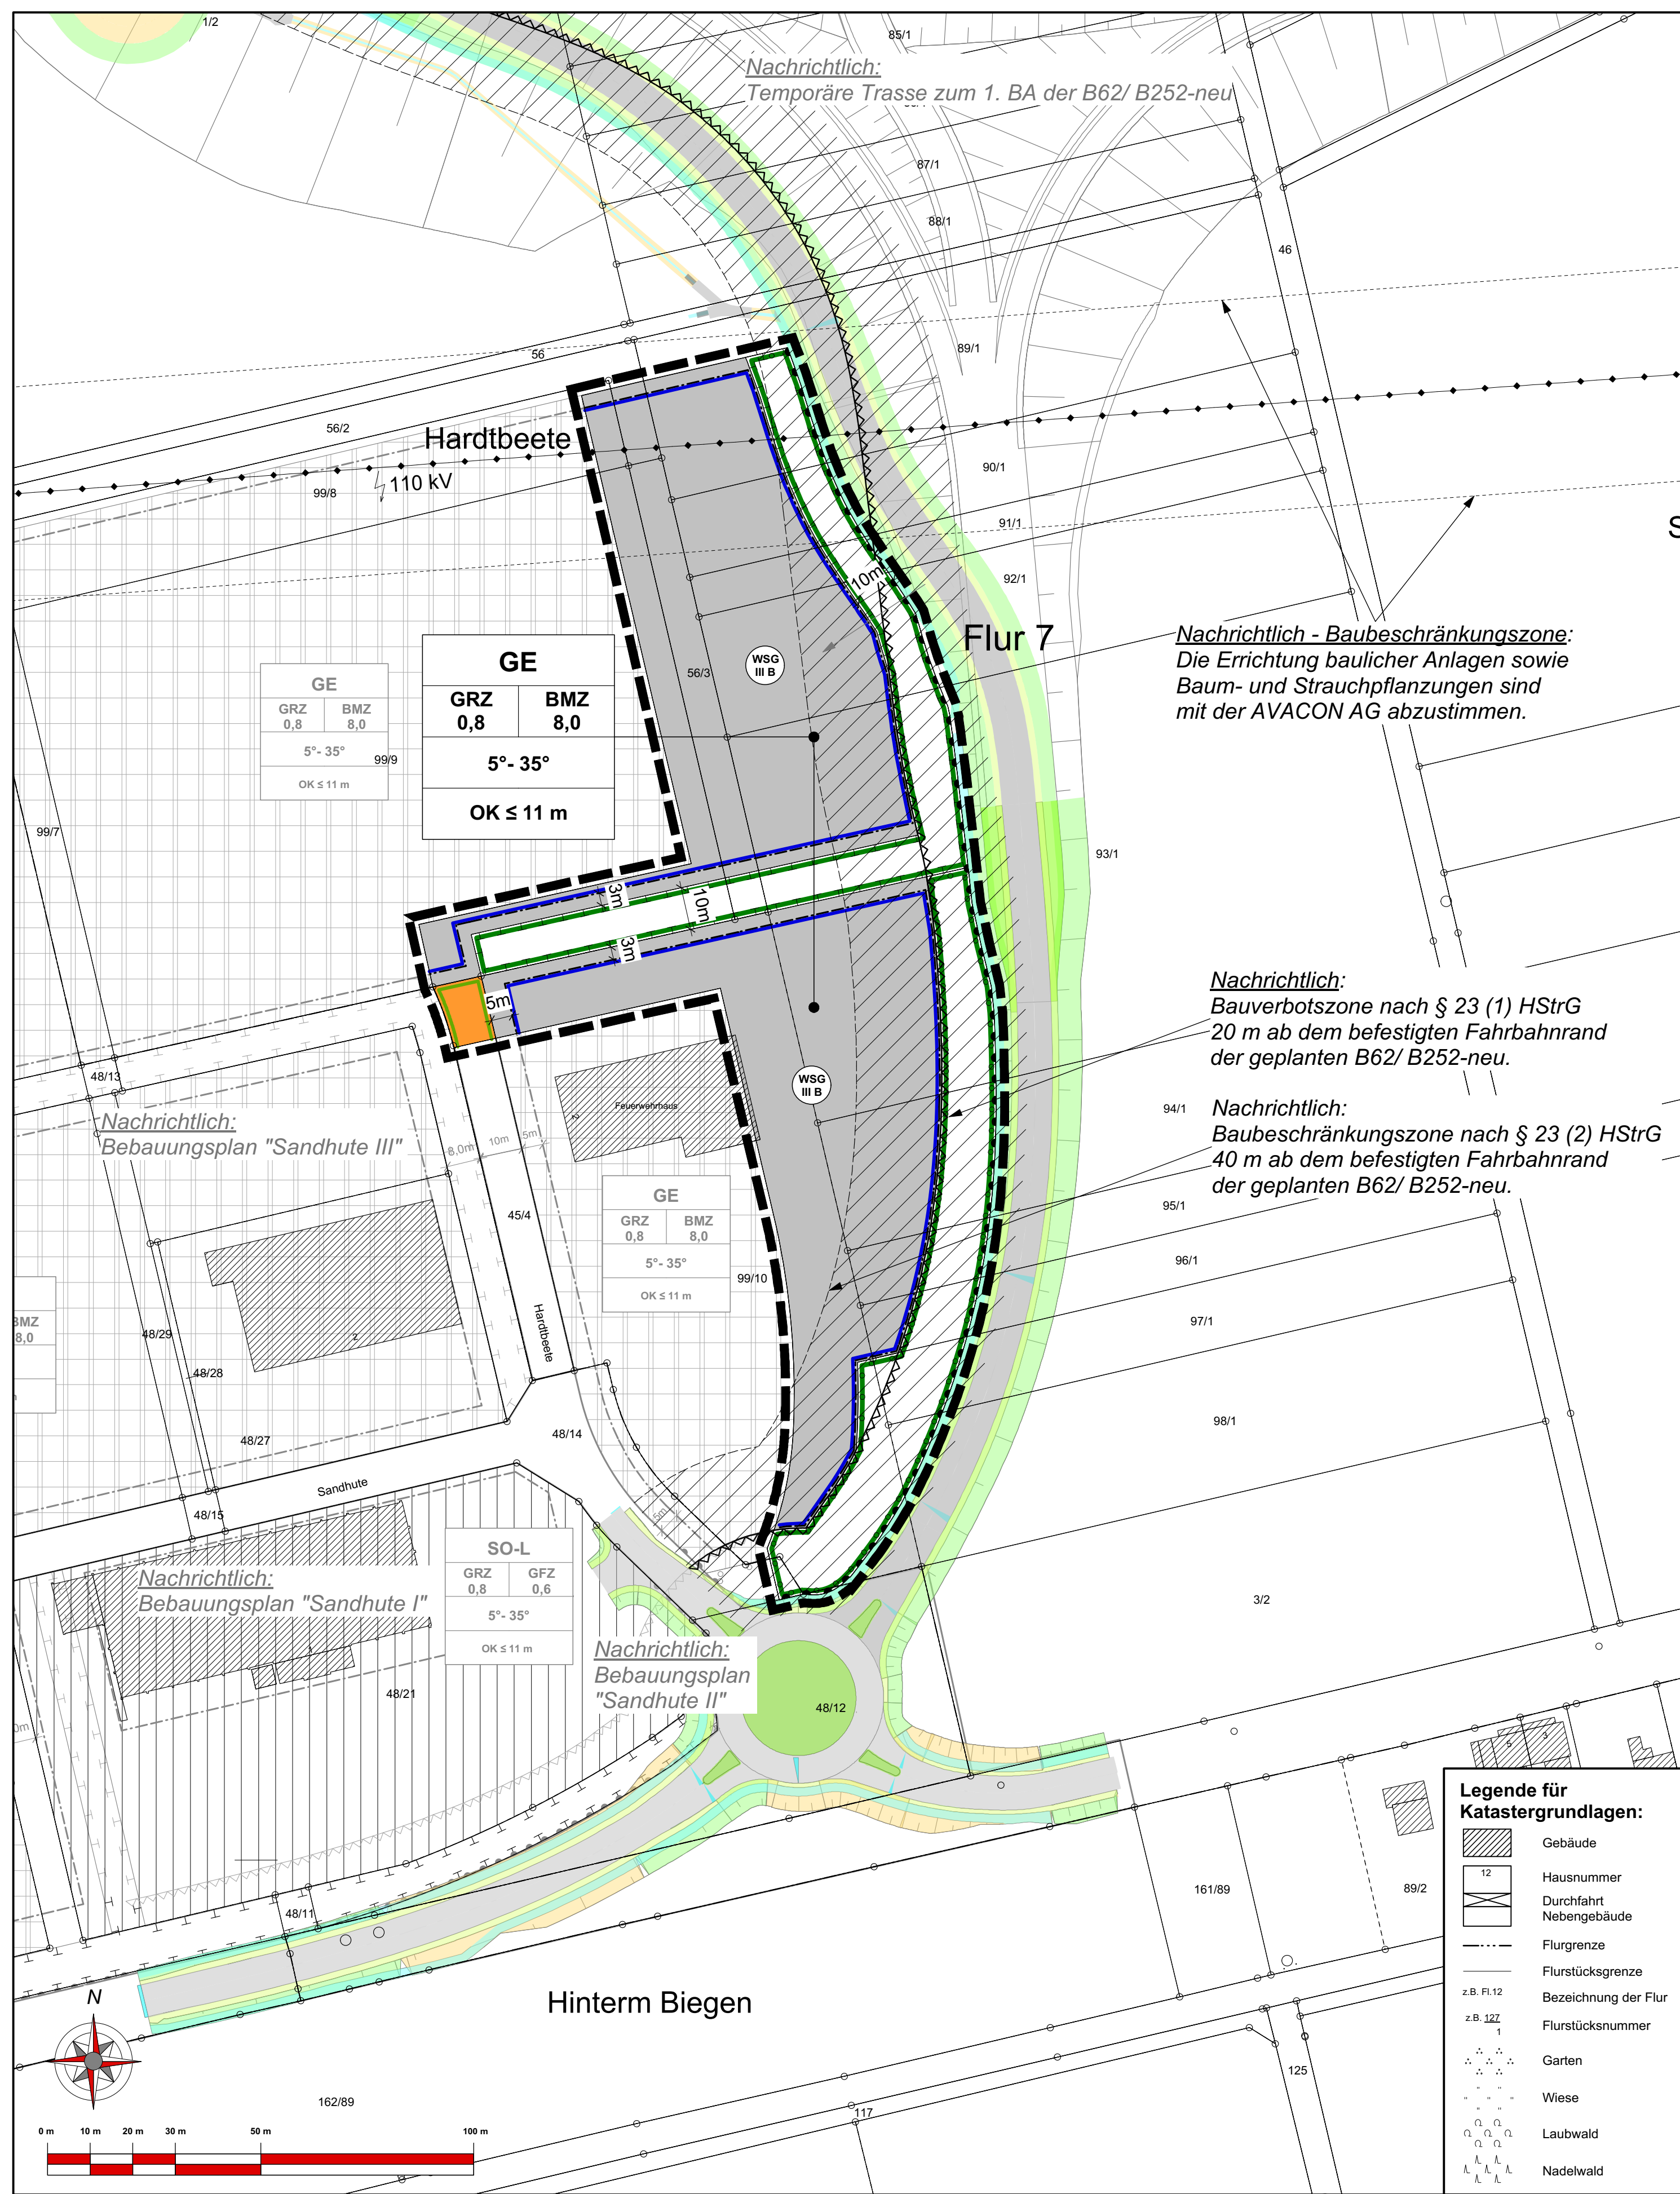 1/2
85/1
Nachrichtlich:
Temporäre Trasse zum 1. BA der B62/ B252-neu
87/1
88/1
46
89/1
56
56/2
Hardtbeete
90/1
99/8
110 kV
91/1
S
10m
92/1
Flur 7
Nachrichtlich - Baubeschränkungszone:
Die Errichtung baulicher Anlagen sowie
Baum- und Strauchpflanzungen sind
mit der AVACON AG abzustimmen.
GE
GRZ
0,8
BMZ
8,0
5°- 35°
OK ≤ 11 m
GE
GRZ
0,8
BMZ
8,0
5°- 35°
OK ≤ 11 m
WSG
III B
56/3
99/9
99/7
93/1
3m
10m
3m
5m
Nachrichtlich:
Bauverbotszone nach § 23 (1) HStrG
20 m ab dem befestigten Fahrbahnrand
der geplanten B62/ B252-neu.
48/13
WSG
III B
Feuerwehrhaus
2
94/1
Nachrichtlich:
Baubeschränkungszone nach § 23 (2) HStrG
40 m ab dem befestigten Fahrbahnrand
der geplanten B62/ B252-neu.
Nachrichtlich:
Bebauungsplan "Sandhute III"
8,0m
10m
5m
GE
GRZ
0,8
BMZ
8,0
5°- 35°
OK ≤ 11 m
45/4
95/1
96/1
99/10
97/1
BMZ
8,0
48/29
2
Hardtbeete
48/28
98/1
48/27
48/14
Sandhute
48/15
5m
SO-L
GRZ
0,8
GFZ
0,6
5°- 35°
OK ≤ 11 m
Nachrichtlich:
Bebauungsplan "Sandhute I"
1
3/2
Nachrichtlich:
Bebauungsplan
"Sandhute II"
48/21
48/12
0m
5
3
161/89
89/2
48/11
Hinterm Biegen
N
162/89
117
125
0 m
10 m
20 m
30 m
50 m
100 m
Legende für
Katastergrundlagen:
Gebäude
12
Hausnummer
Durchfahrt
Nebengebäude
Flurgrenze
Flurstücksgrenze
z.B. Fl.12
Bezeichnung der Flur
z.B. 127
1
Flurstücksnummer
Garten
Wiese
Laubwald
Nadelwald